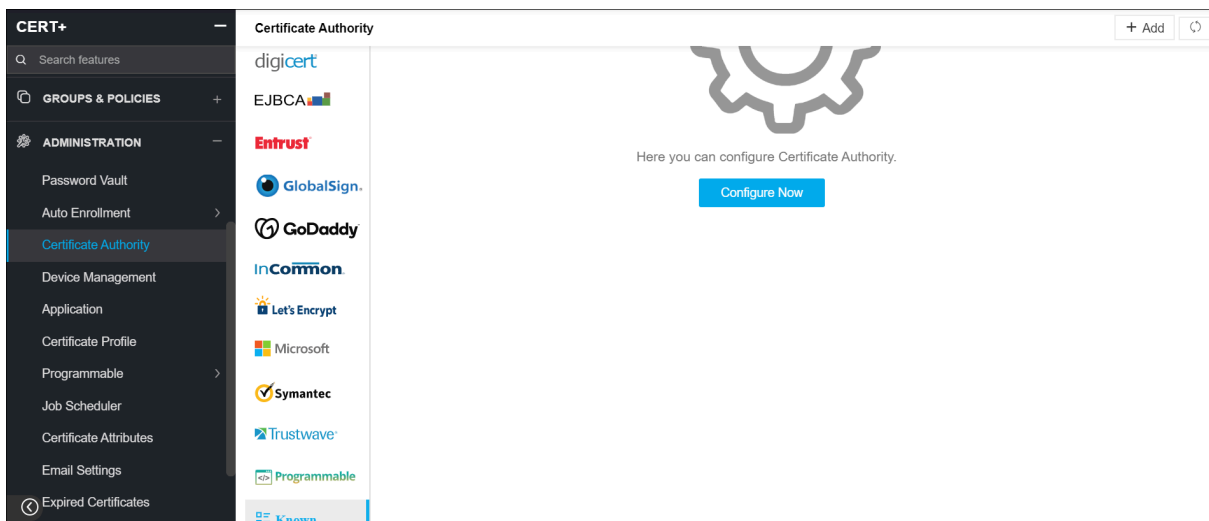 CERT+
Search features
GROUPS & POLICIES
ADMINISTRATION
Password Vault
Auto Enrollment
Certificate Authority
Device Management
Application
Certificate Profile
Programmable
Job Scheduler
Certificate Attributes
Email Settings
Expired Certificates
Certificate Authority
+ Add
digicert
EJBCA
Entrust
GlobalSign.
GoDaddy
InCommon.
Let's Encrypt
Microsoft
Symantec
Trustwave
</> Programmable
Known
Here you can configure Certificate Authority.
Configure Now